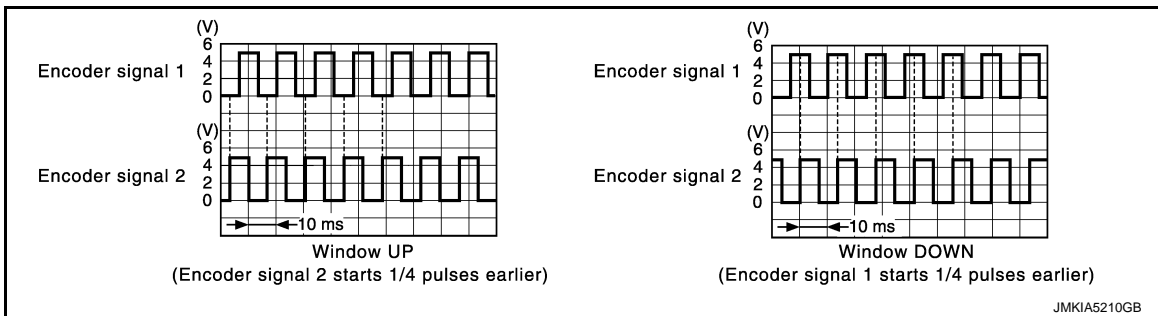 (V)
6
Encoder signal 1
4
2
0
(V)
6
Encoder signal 2
4
2
0
10 ms
Window UP
(Encoder signal 2 starts 1/4 pulses earlier)
(V)
6
Encoder signal 1
4
2
0
(V)
6
Encoder signal 2
4
2
0
10 ms
Window DOWN
(Encoder signal 1 starts 1/4 pulses earlier)
JMKIA5210GB